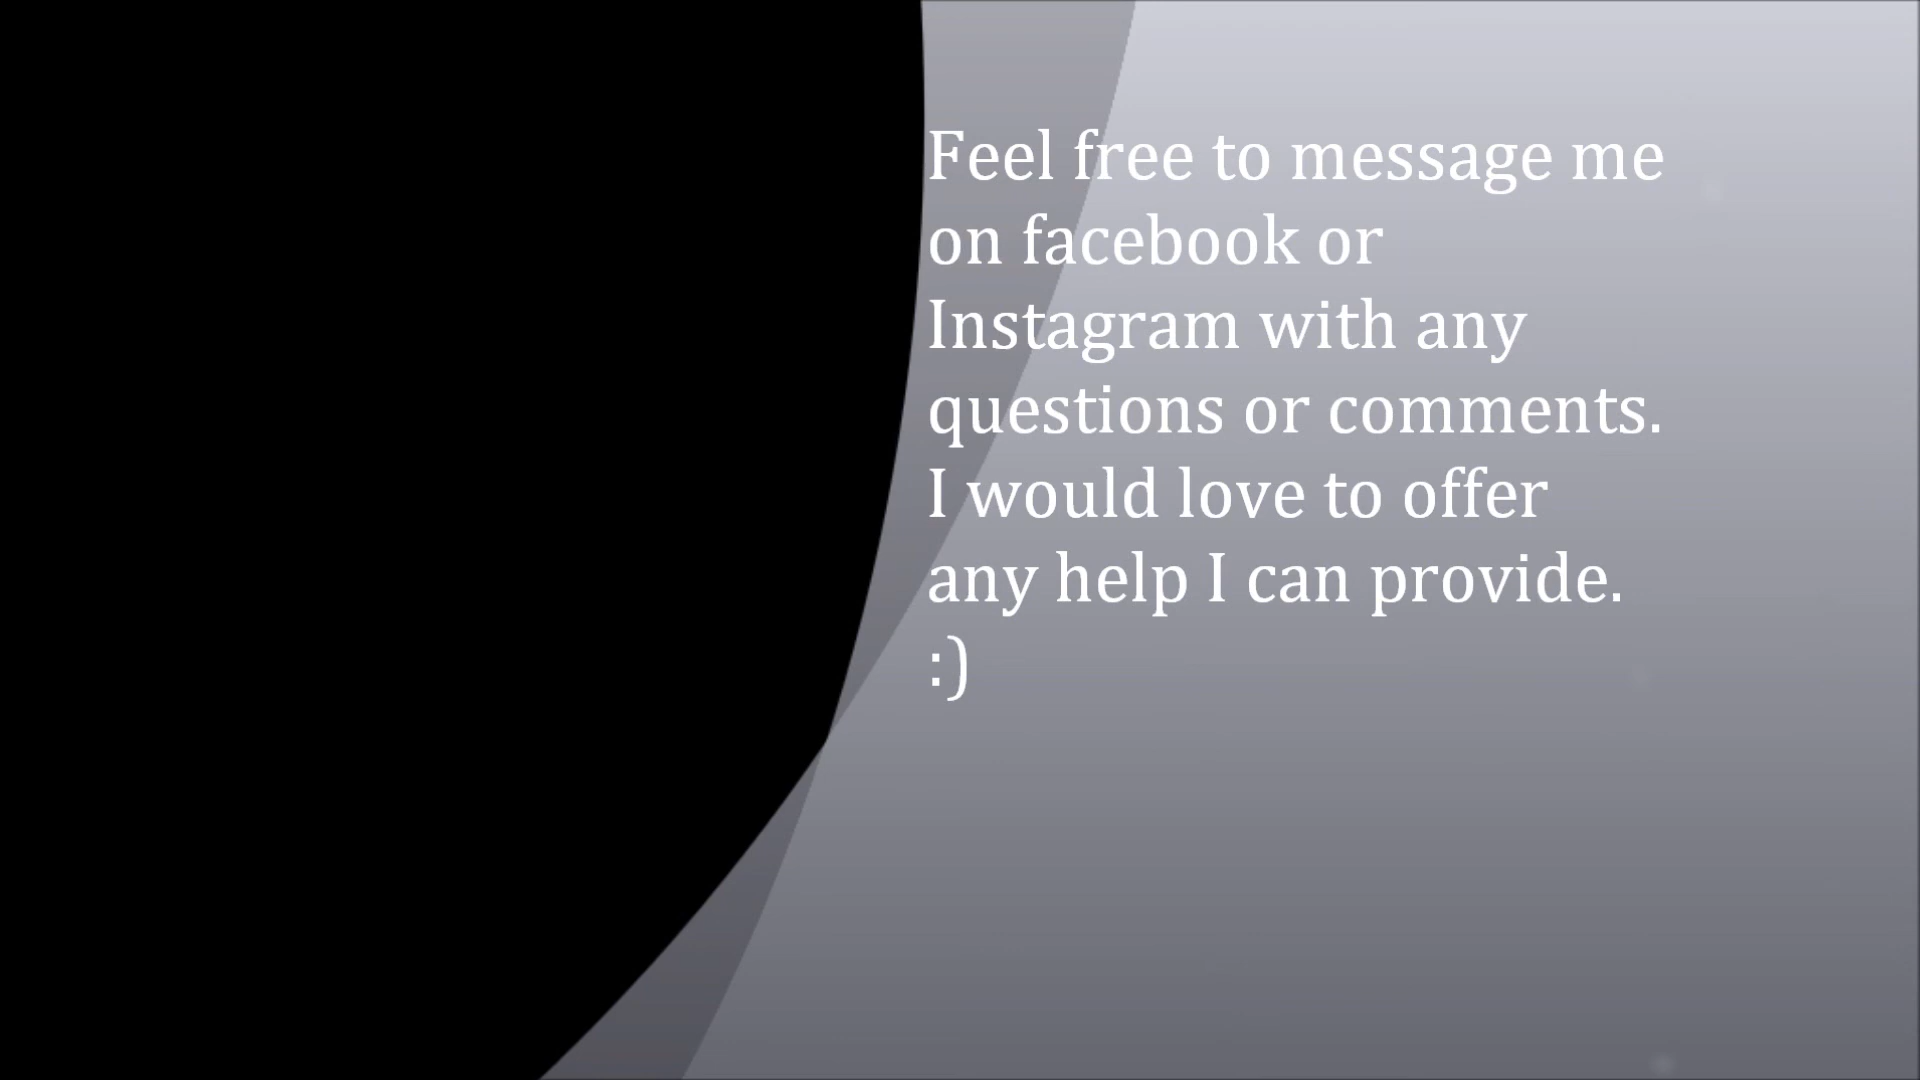 Feel free to message me
on facebook or
Instagram with any
questions or comments.
I would love to offer
any help I can provide.
:)